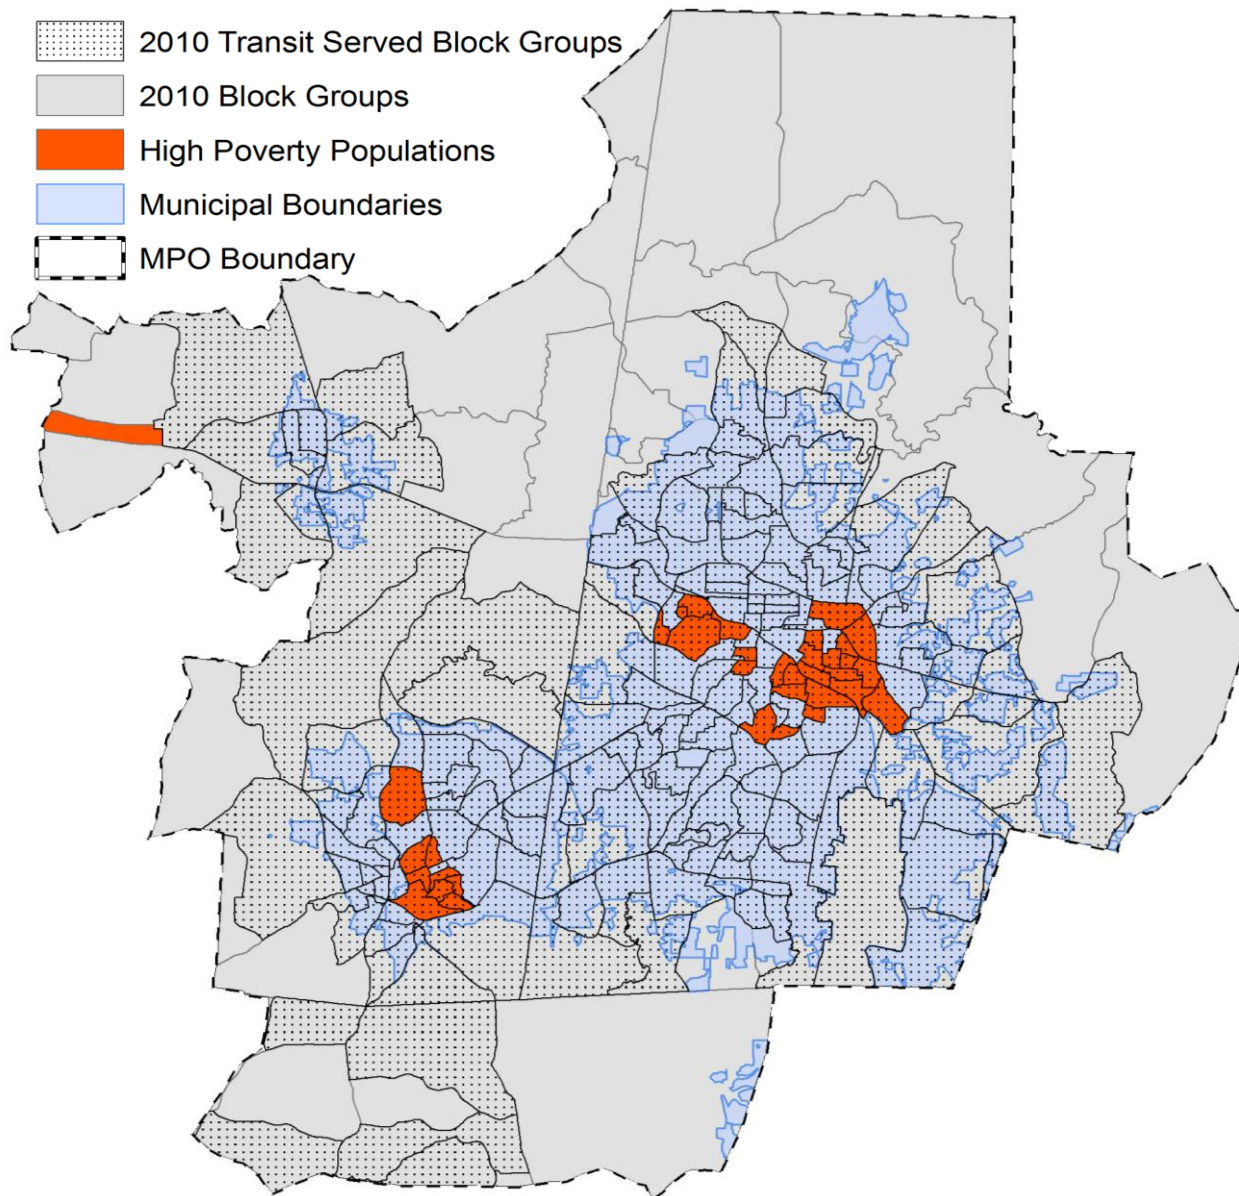 2010 Transit Served Block Groups
2010 Block Groups
High Poverty Populations
Municipal Boundaries
MPO Boundary